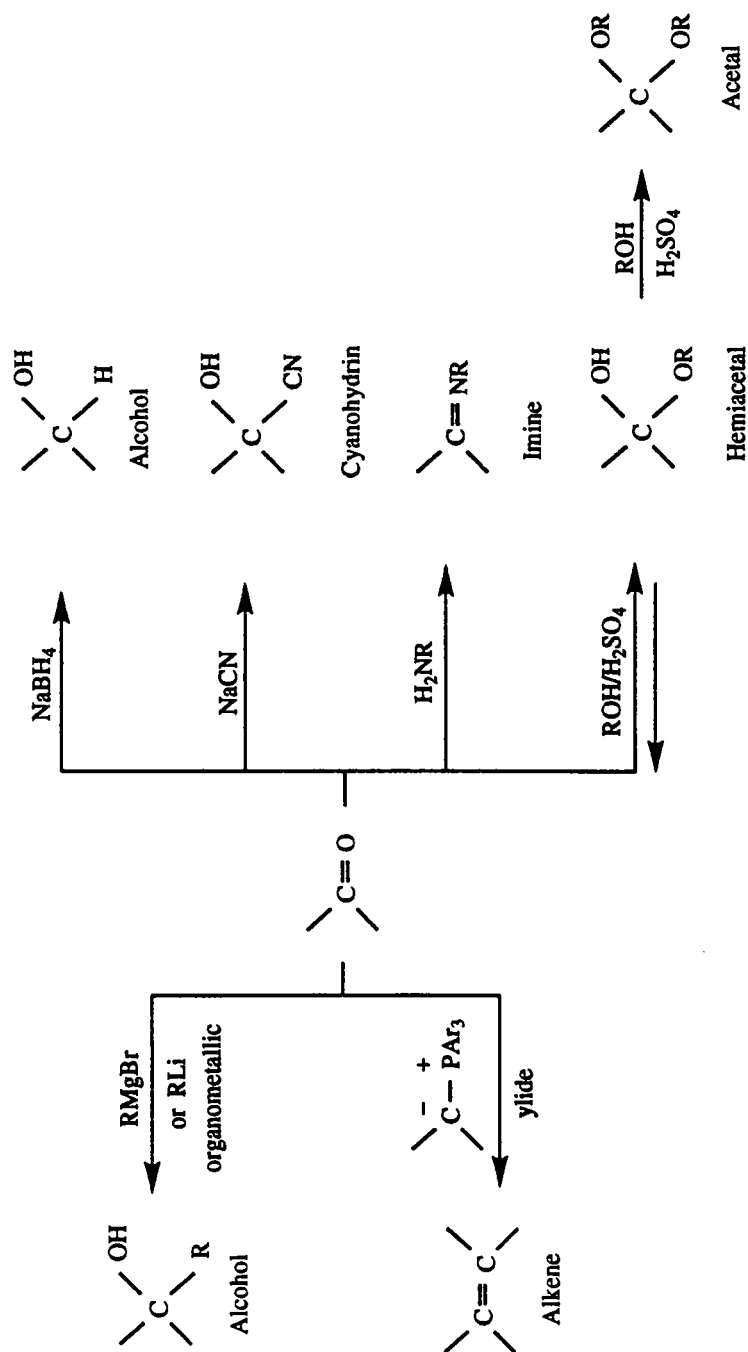 OH
C
R
Alcohol
RMgBr
or RLi
organometallic
C=C
Alkene
− +
C−PAr3
ylide
C=O
NaBH4
OH
C
H
Alcohol
NaCN
OH
C
CN
Cyanohydrin
H2NR
C=NR
Imine
ROH/H2SO4
OH
C
OR
Hemiacetal
ROH
H2SO4
OR
C
OR
Acetal